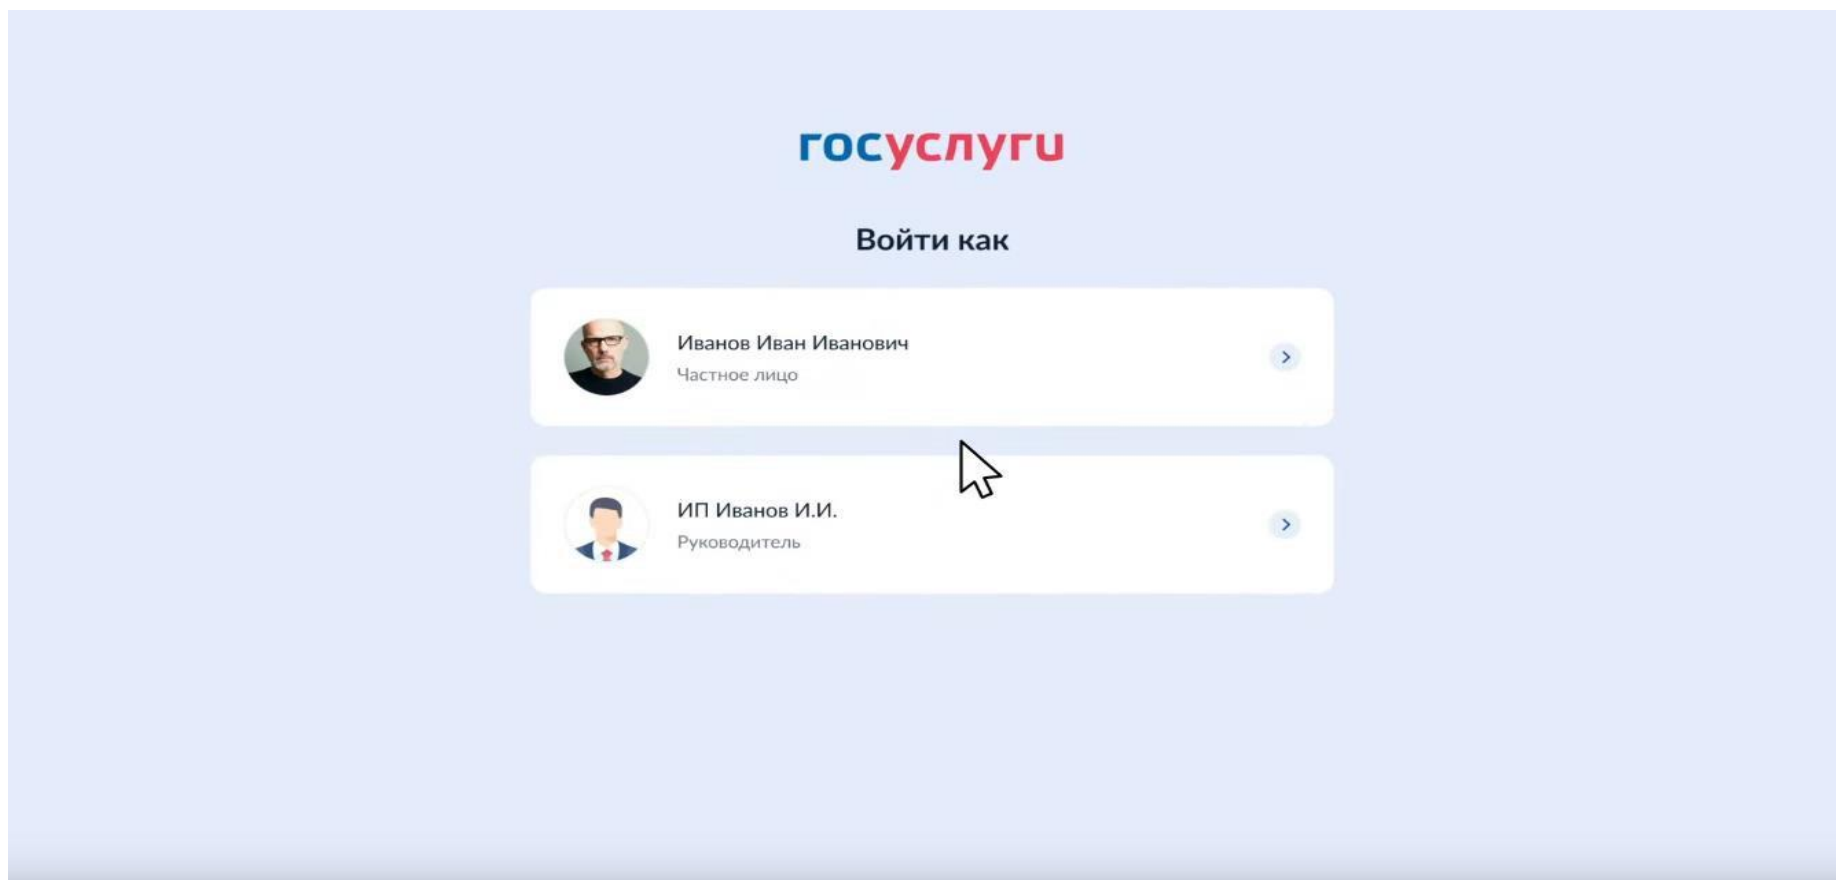 госуслуги
Войти как
Иванов Иван Иванович
Частное лицо
ИП Иванов И.И.
Руководитель